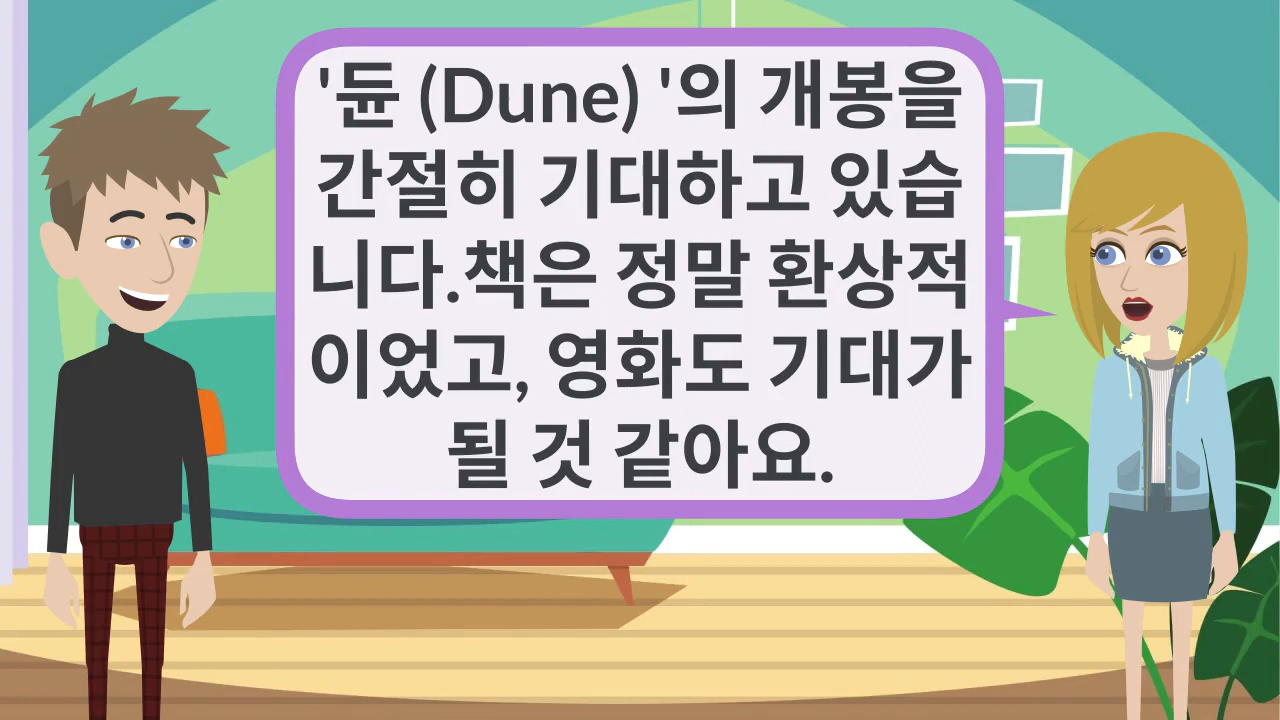 '듄 (Dune) '의 개봉을
간절히 기대하고 있습
니다.책은 정말 환상적
이었고, 영화도 기대가
될 것 같아요.